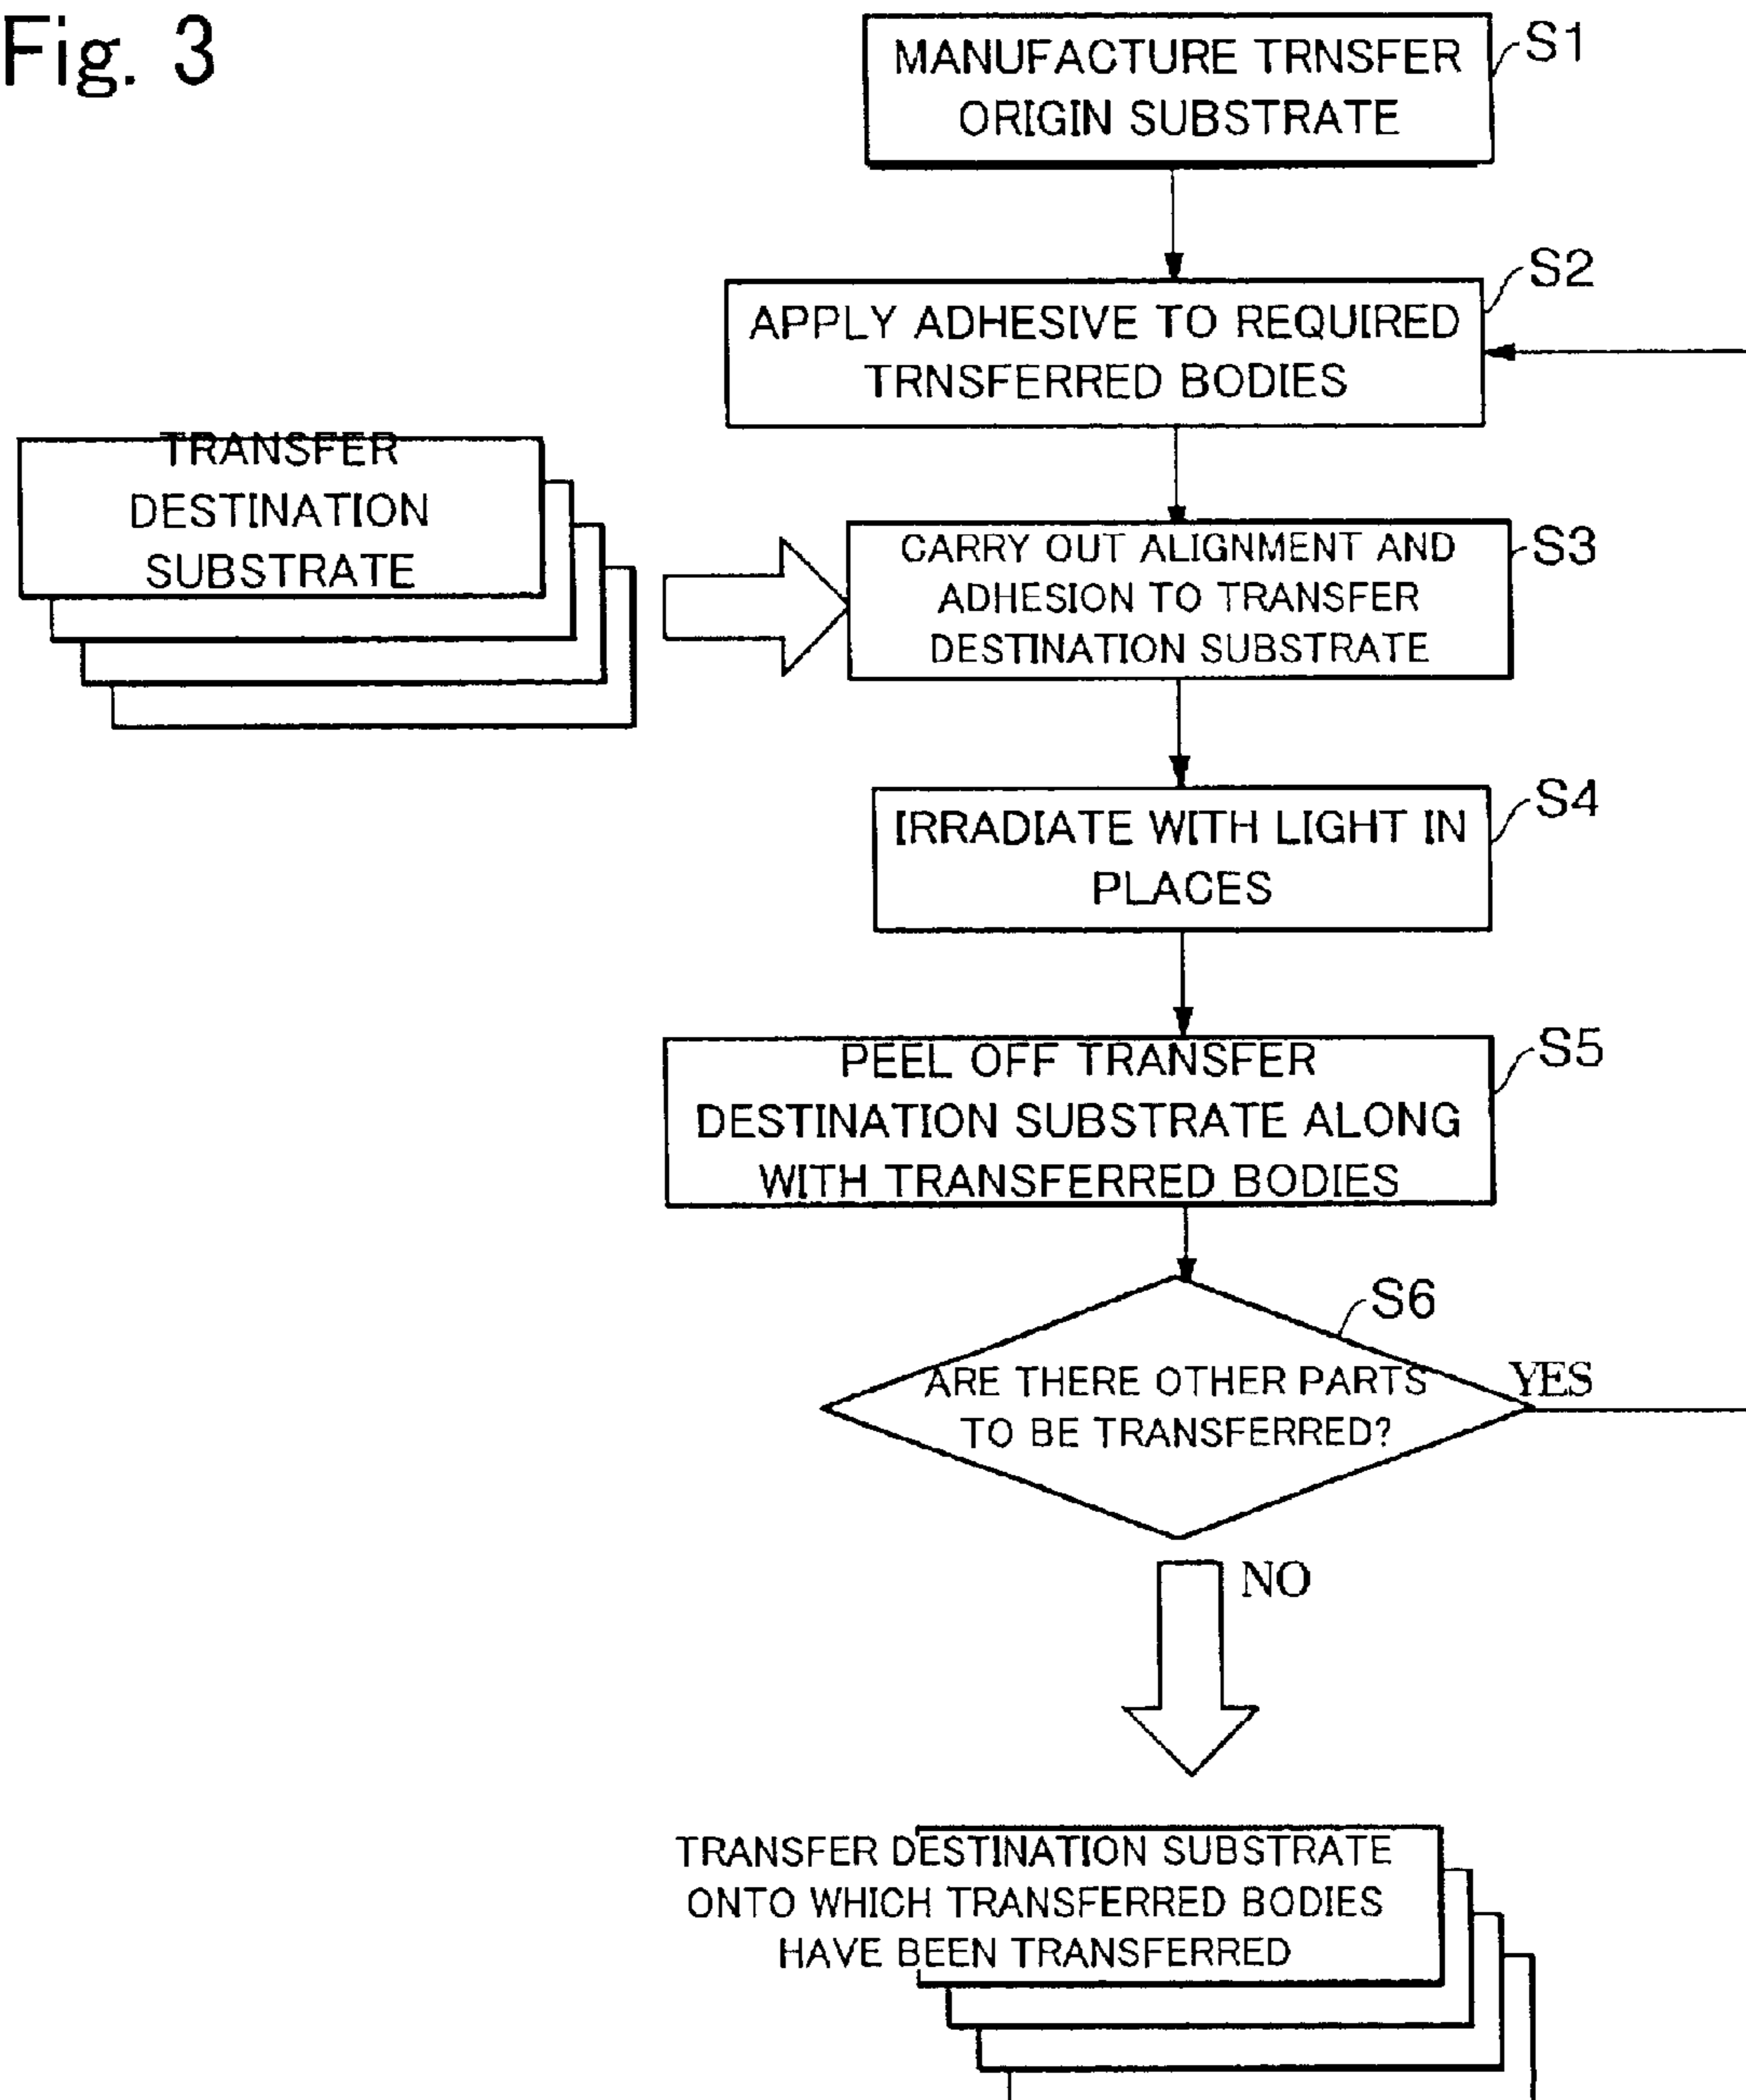 Fig. 3
MANUFACTURE TRNSFER
ORIGIN SUBSTRATE
S1
APPLY ADHESIVE TO REQUIRED
TRNSFERRED BODIES
S2
TRANSFER
DESTINATION
SUBSTRATE
CARRY OUT ALIGNMENT AND
ADHESION TO TRANSFER
DESTINATION SUBSTRATE
S3
IRRADIATE WITH LIGHT IN
PLACES
S4
PEEL OFF TRANSFER
DESTINATION SUBSTRATE ALONG
WITH TRANSFERRED BODIES
S5
S6
ARE THERE OTHER PARTS
TO BE TRANSFERRED?
YES
NO
TRANSFER DESTINATION SUBSTRATE
ONTO WHICH TRANSFERRED BODIES
HAVE BEEN TRANSFERRED